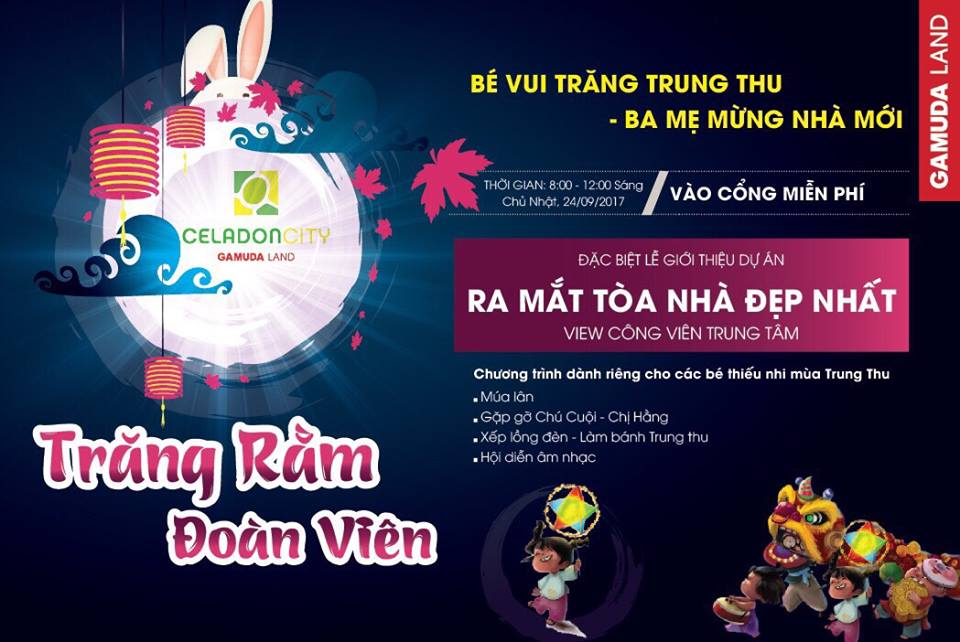 GAMUDA LAND
BÉ VUI TRĂNG TRUNG THU
- BA MẸ MỪNG NHÀ MỚI
THỜI GIAN: 8:00 - 12:00 Sáng
Chủ Nhật, 24/09/2017
VÀO CỔNG MIỄN PHÍ
CELADONCITY
GAMUDA LAND
ĐẶC BIỆT LỄ GIỚI THIỆU DỰ ÁN
RA MẮT TÒA NHÀ ĐẸP NHẤT
VIEW CÔNG VIÊN TRUNG TÂM
Chương trình dành riêng cho các bé thiếu nhi mùa Trung Thu
▪ Múa lân
▪ Gặp gỡ Chú Cuội - Chị Hằng
▪ Xếp lồng đèn - Làm bánh Trung thu
▪ Hội diễn âm nhạc
Trăng Rằm
Đoàn Viên